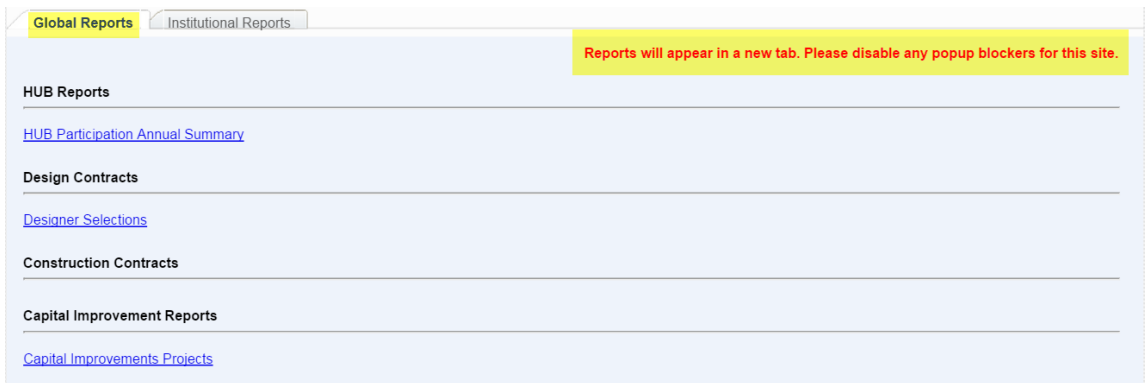 Global Reports Institutional Reports
Reports will appear in a new tab. Please disable any popup blockers for this site.
HUB Reports
HUB Participation Annual Summary
Design Contracts
Designer Selections
Construction Contracts
Capital Improvement Reports
Capital Improvements Projects